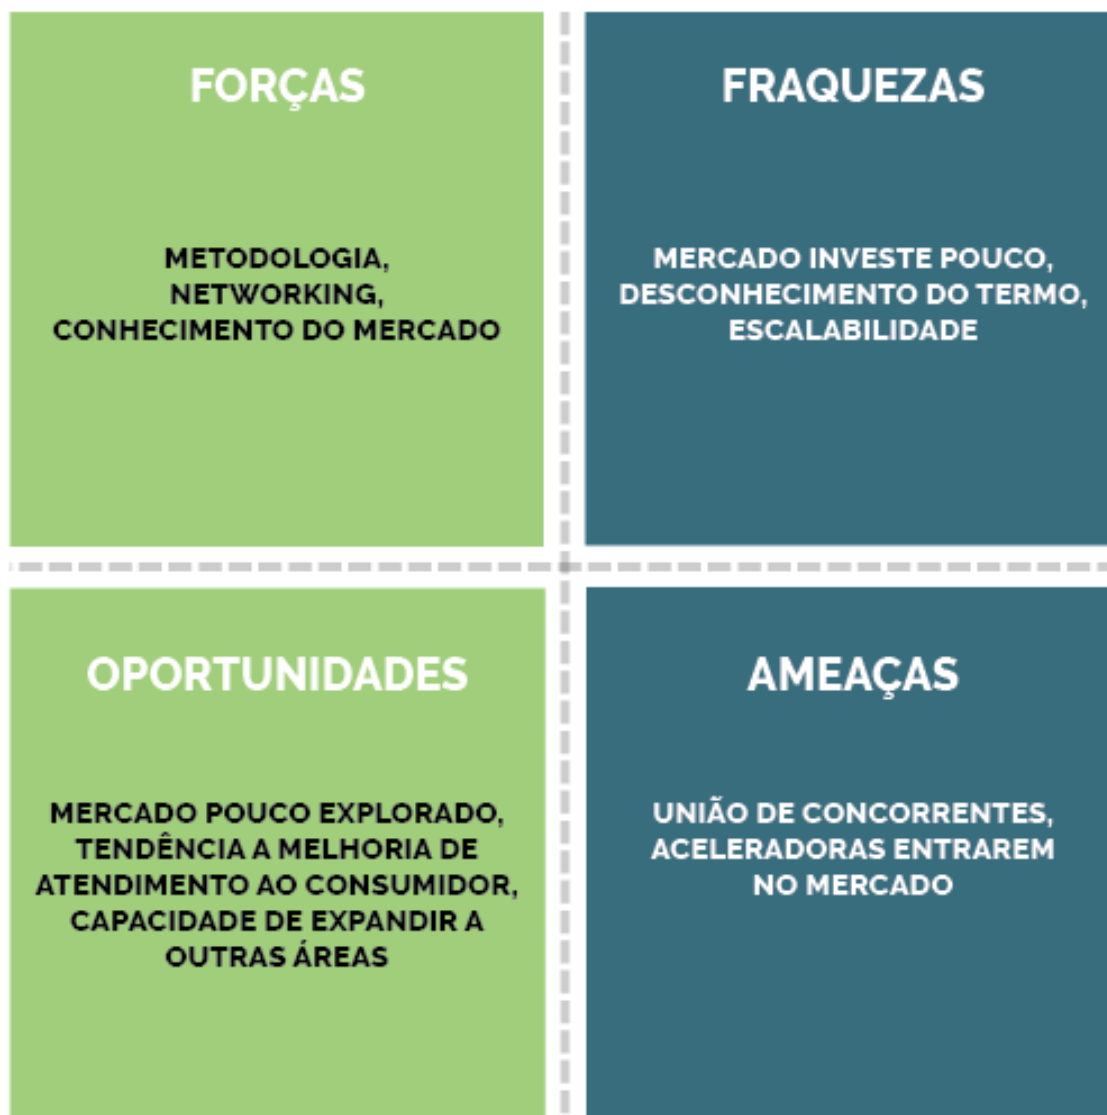 FORÇAS
METODOLOGIA,
NETWORKING,
CONHECIMENTO DO MERCADO
FRAQUEZAS
MERCADO INVESTE POUCO,
DESCONHECIMENTO DO TERMO,
ESCALABILIDADE
OPORTUNIDADES
MERCADO POUCO EXPLORADO,
TENDÊNCIA A MELHORIA DE
ATENDIMENTO AO CONSUMIDOR,
CAPACIDADE DE EXPANDIR A
OUTRAS ÁREAS
AMEAÇAS
UNIÃO DE CONCORRENTES,
ACELERADORAS ENTRAREM
NO MERCADO